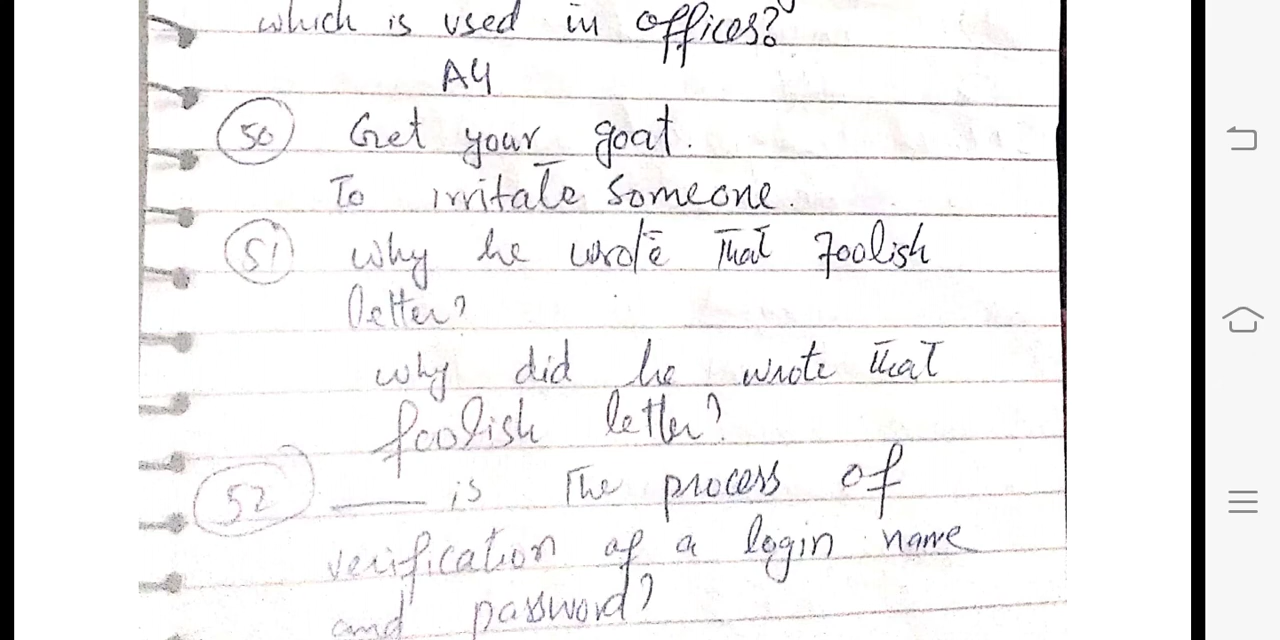 which is used in offices?
A4
50 Get your goat.
To irritate someone.
51 why he wrote that foolish
letter?
why did he wrote that
foolish letter?
52 ____ is the process of
verification of a login name
and password?